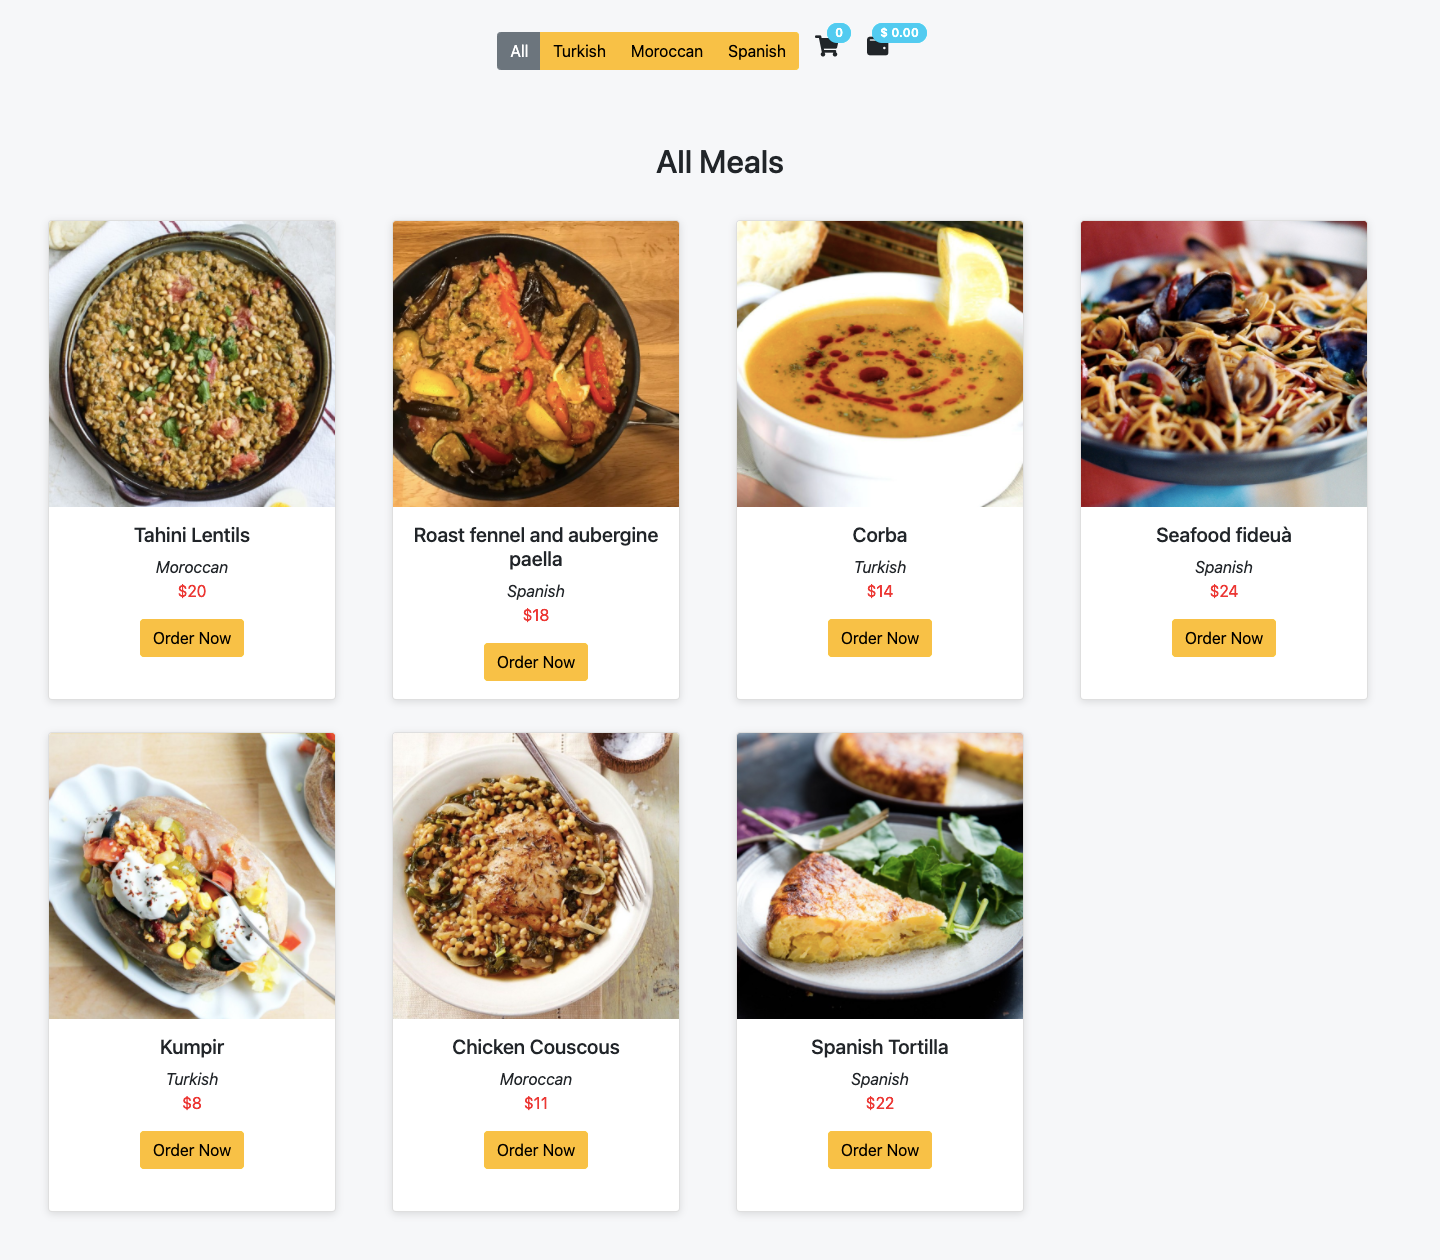 All Turkish Moroccan Spanish 0 $ 0.00
All Meals
Tahini Lentils
Moroccan
$20
Order Now
Roast fennel and aubergine
paella
Spanish
$18
Order Now
Corba
Turkish
$14
Order Now
Seafood fideuà
Spanish
$24
Order Now
Kumpir
Turkish
$8
Order Now
Chicken Couscous
Moroccan
$11
Order Now
Spanish Tortilla
Spanish
$22
Order Now